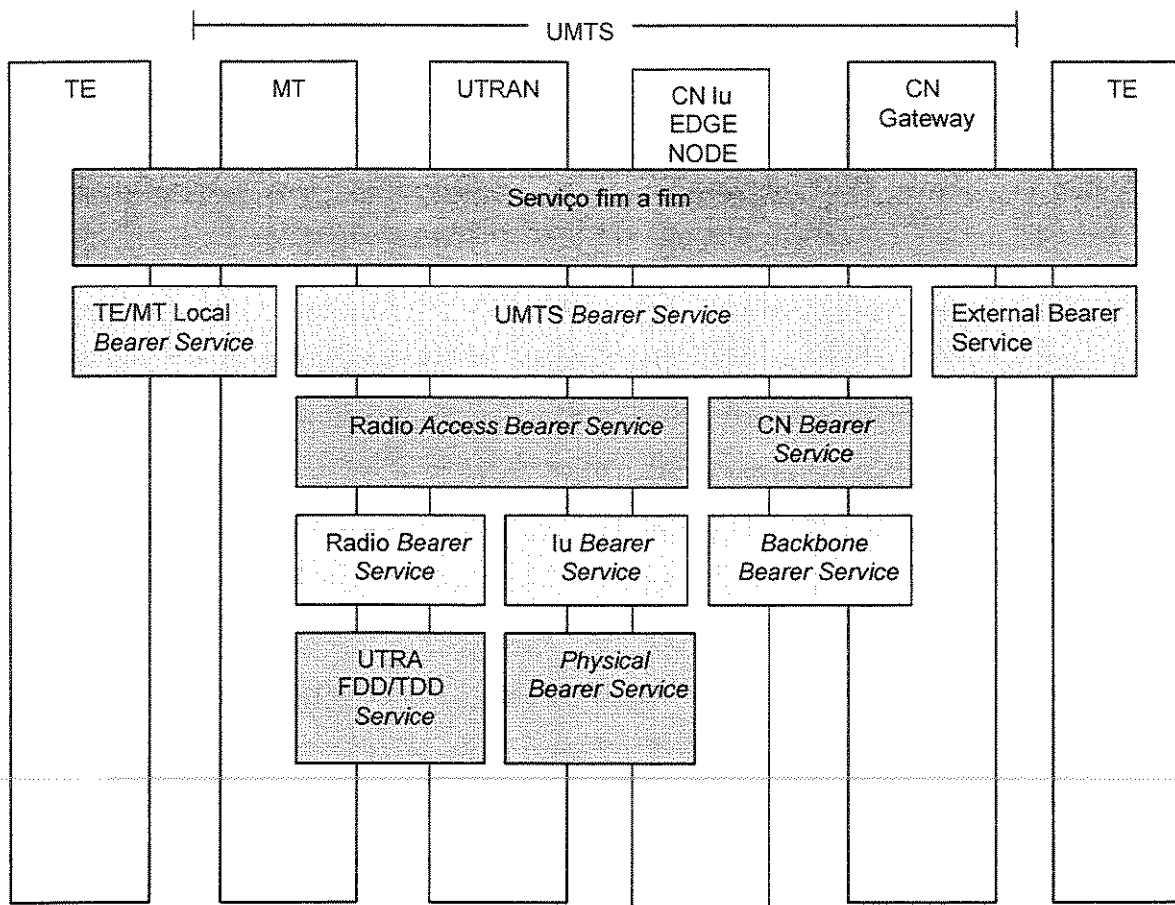 UMTS
TE
MT
UTRAN
CN Iu
EDGE
NODE
CN
Gateway
TE
Serviço fim a fim
TE/MT Local
Bearer Service
UMTS Bearer Service
External Bearer
Service
Radio Access Bearer Service
CN Bearer
Service
Radio Bearer
Service
Iu Bearer
Service
Backbone
Bearer Service
UTRA
FDD/TDD
Service
Physical
Bearer Service